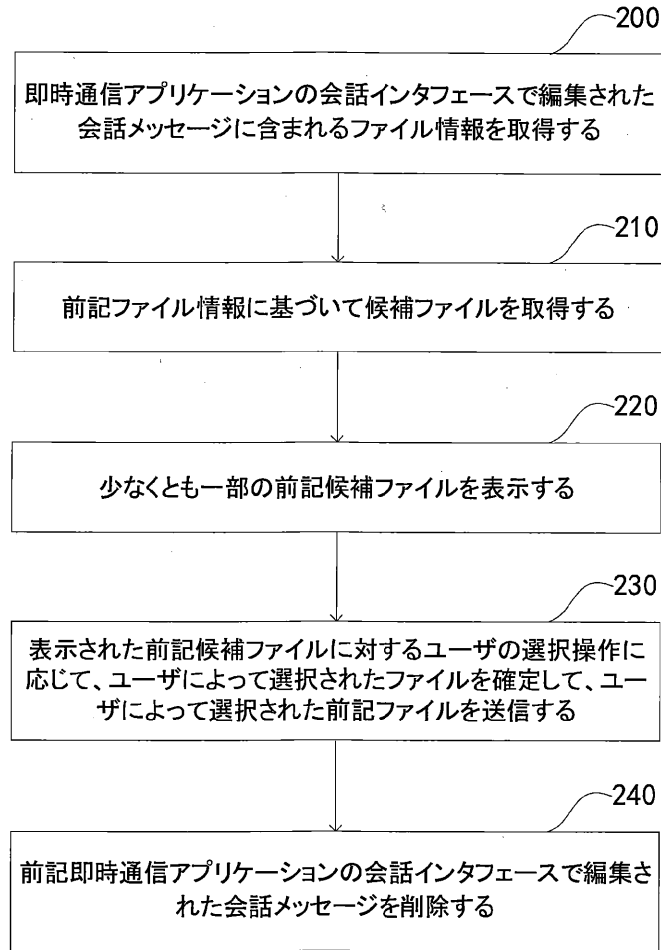 200
即時通信アプリケーションの会話インタフェースで編集された
会話メッセージに含まれるファイル情報を取得する
210
前記ファイル情報に基づいて候補ファイルを取得する
220
少なくとも一部の前記候補ファイルを表示する
230
表示された前記候補ファイルに対するユーザの選択操作に
応じて、ユーザによって選択されたファイルを確定して、ユー
ザによって選択された前記ファイルを送信する
240
前記即時通信アプリケーションの会話インタフェースで編集さ
れた会話メッセージを削除する